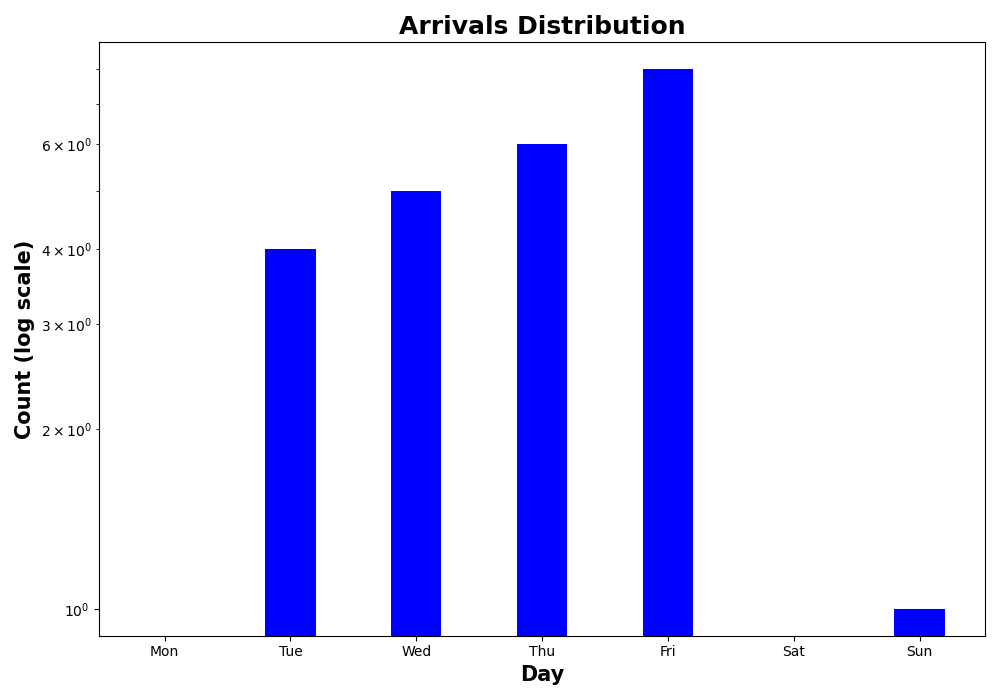 Arrivals Distribution
Count (log scale)
6 × 10⁰
4 × 10⁰
3 × 10⁰
2 × 10⁰
10⁰
Mon Tue Wed Thu Fri Sat Sun
Day